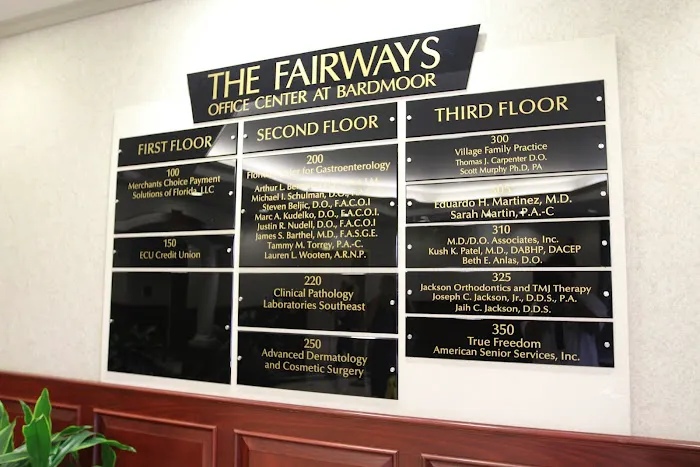 THE FAIRWAYS
OFFICE CENTER AT BARDMOOR
FIRST FLOOR
100
Merchants Choice Payment
Solutions of Florida, LLC
150
ECU Credit Union
SECOND FLOOR
200
for Gastroenterology
Arthur L.
Michael I. Schulman, D.O.,
Steven Beljic, D.O., F.A.C.O.I
Marc A. Kudelko, D.O., F.A.C.O.I.
Justin R. Nudell, D.O., F.A.C.O.I
James S. Barthel, M.D., F.A.S.G.E.
Tammy M. Torrey, P.A.-C.
Lauren L. Wooten, A.R.N.P.
220
Clinical Pathology
Laboratories Southeast
250
Advanced Dermatology
and Cosmetic Surgery
THIRD FLOOR
300
Village Family Practice
Thomas J. Carpenter D.O.
Scott Murphy Ph.D, PA
Eduardo H. Martinez, M.D.
Sarah Martin, P.A.-C
310
M.D./D.O. Associates, Inc.
Kush K. Patel, M.D., DABHP, DACEP
Beth E. Anlas, D.O.
325
Jackson Orthodontics and TMJ Therapy
Joseph C. Jackson, Jr., D.D.S., P.A.
Jaih C. Jackson, D.D.S.
350
True Freedom
American Senior Services, Inc.